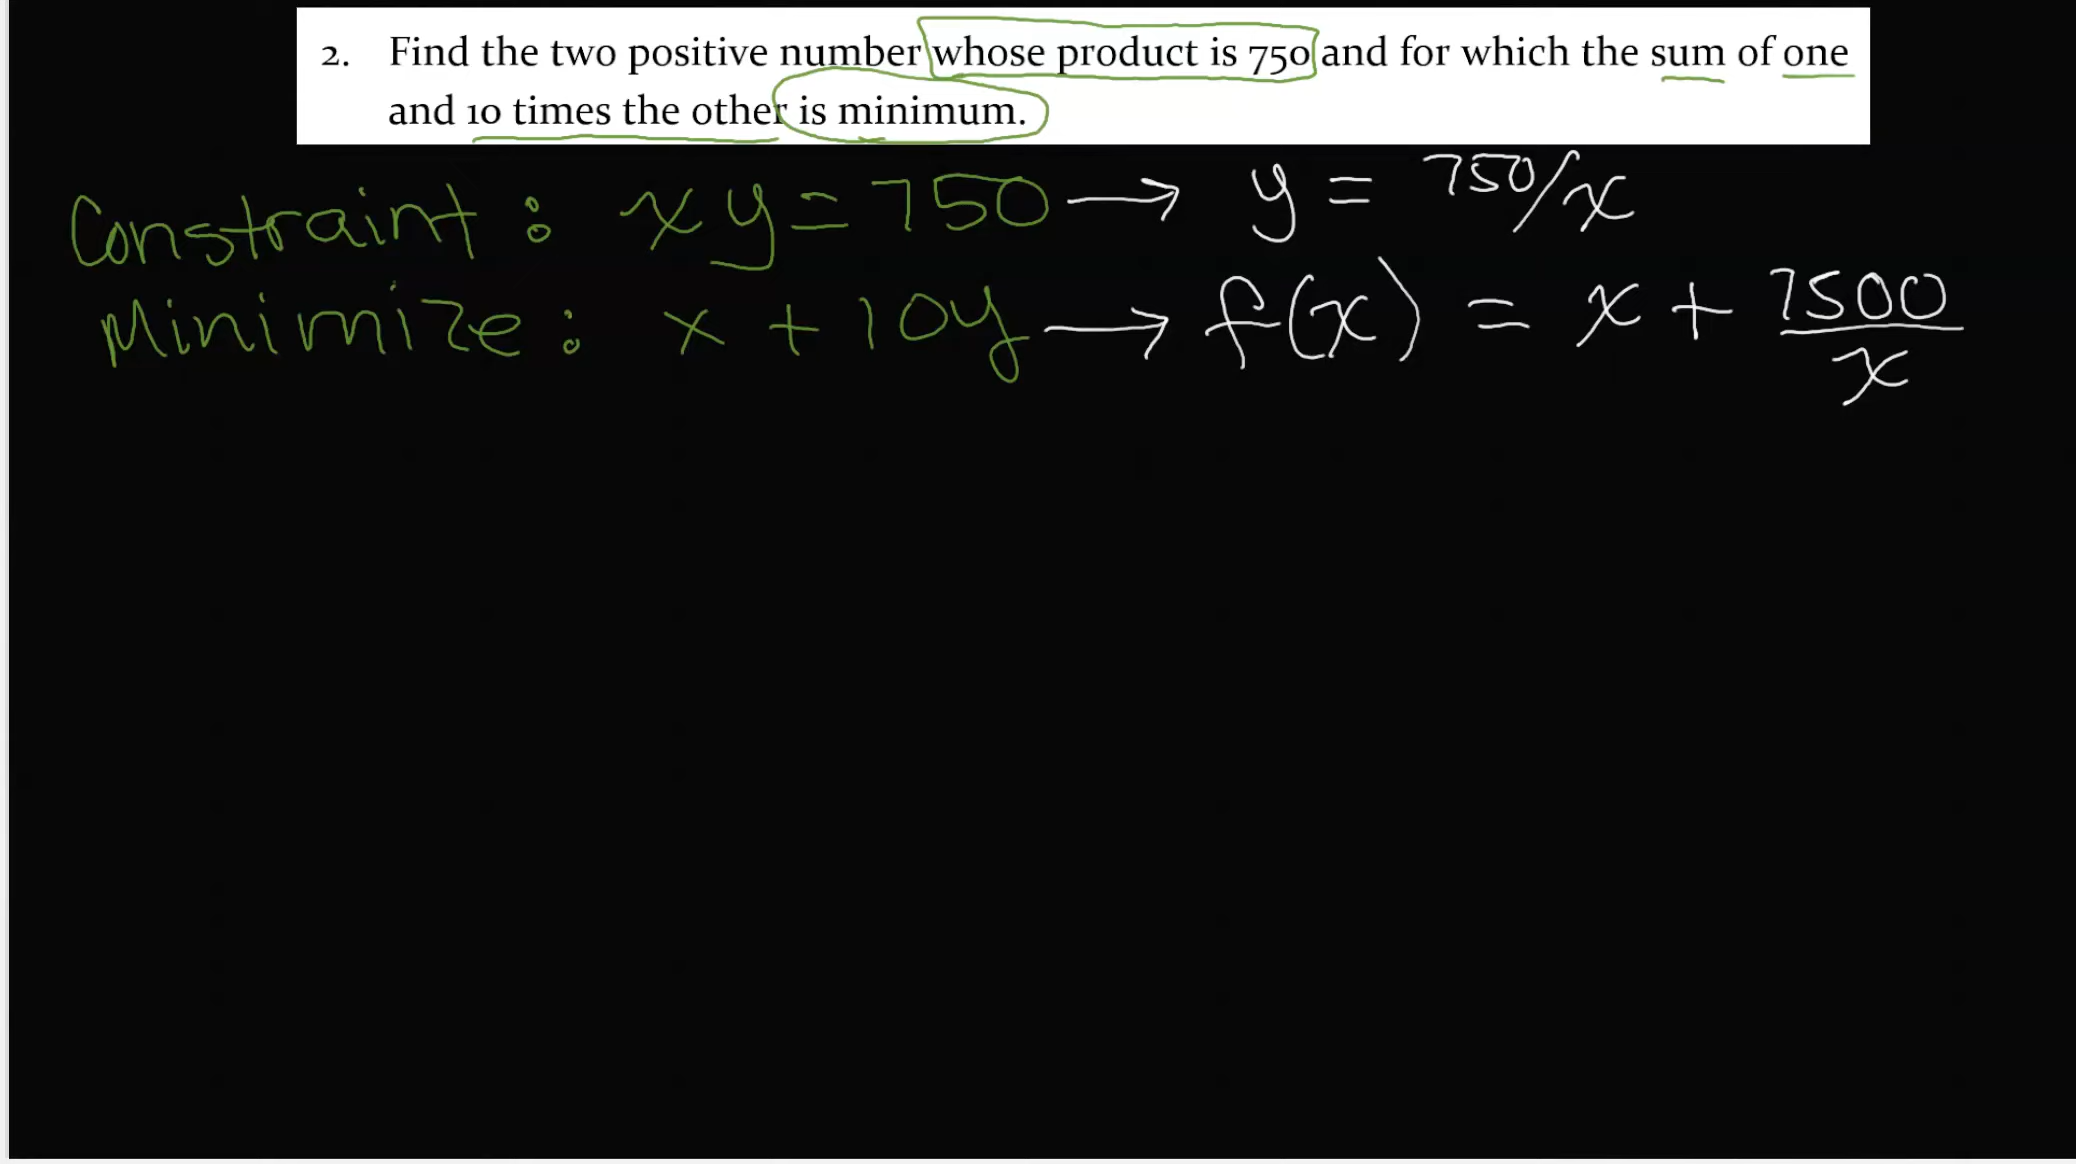 2. Find the two positive number whose product is 750 and for which the sum of one
and 10 times the other is minimum.
Constraint: xy = 750 → y = 750/x
Minimize: x + 10y → f(x) = x + 7500/x